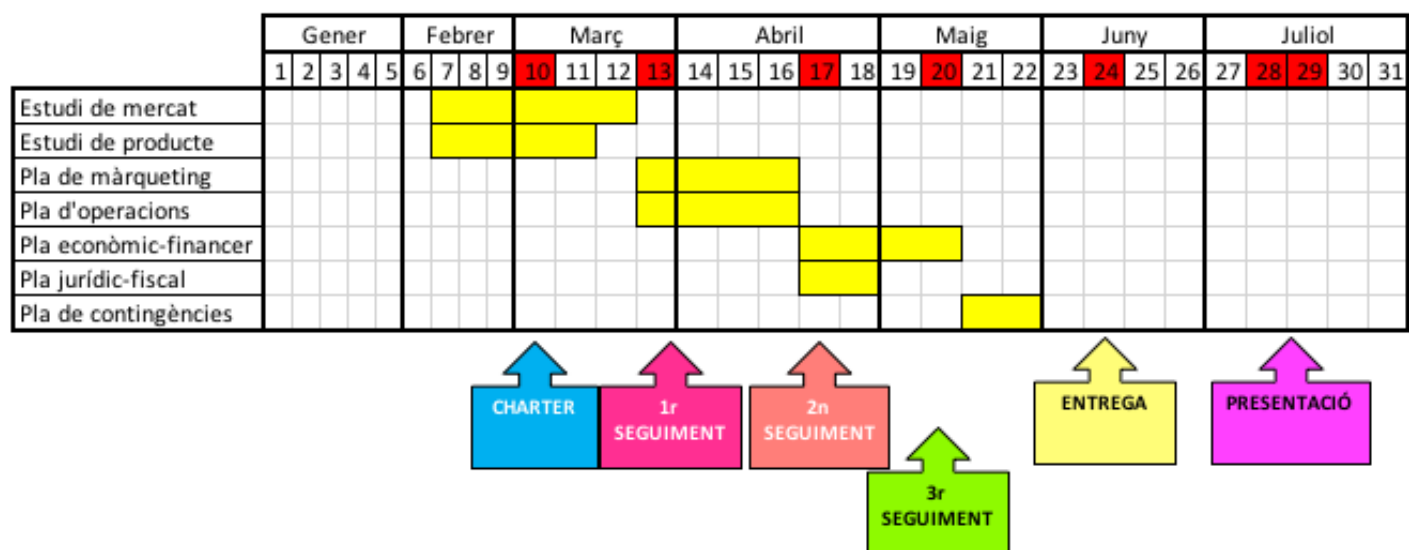 Gener Febrer Març Abril Maig Juny Juliol
1 2 3 4 5 6 7 8 9 10 11 12 13 14 15 16 17 18 19 20 21 22 23 24 25 26 27 28 29 30 31
Estudi de mercat
Estudi de producte
Pla de màrqueting
Pla d'operacions
Pla econòmic-financer
Pla jurídic-fiscal
Pla de contingències
CHARTER
1r
SEGUIMENT
2n
SEGUIMENT
3r
SEGUIMENT
ENTREGA
PRESENTACIÓ